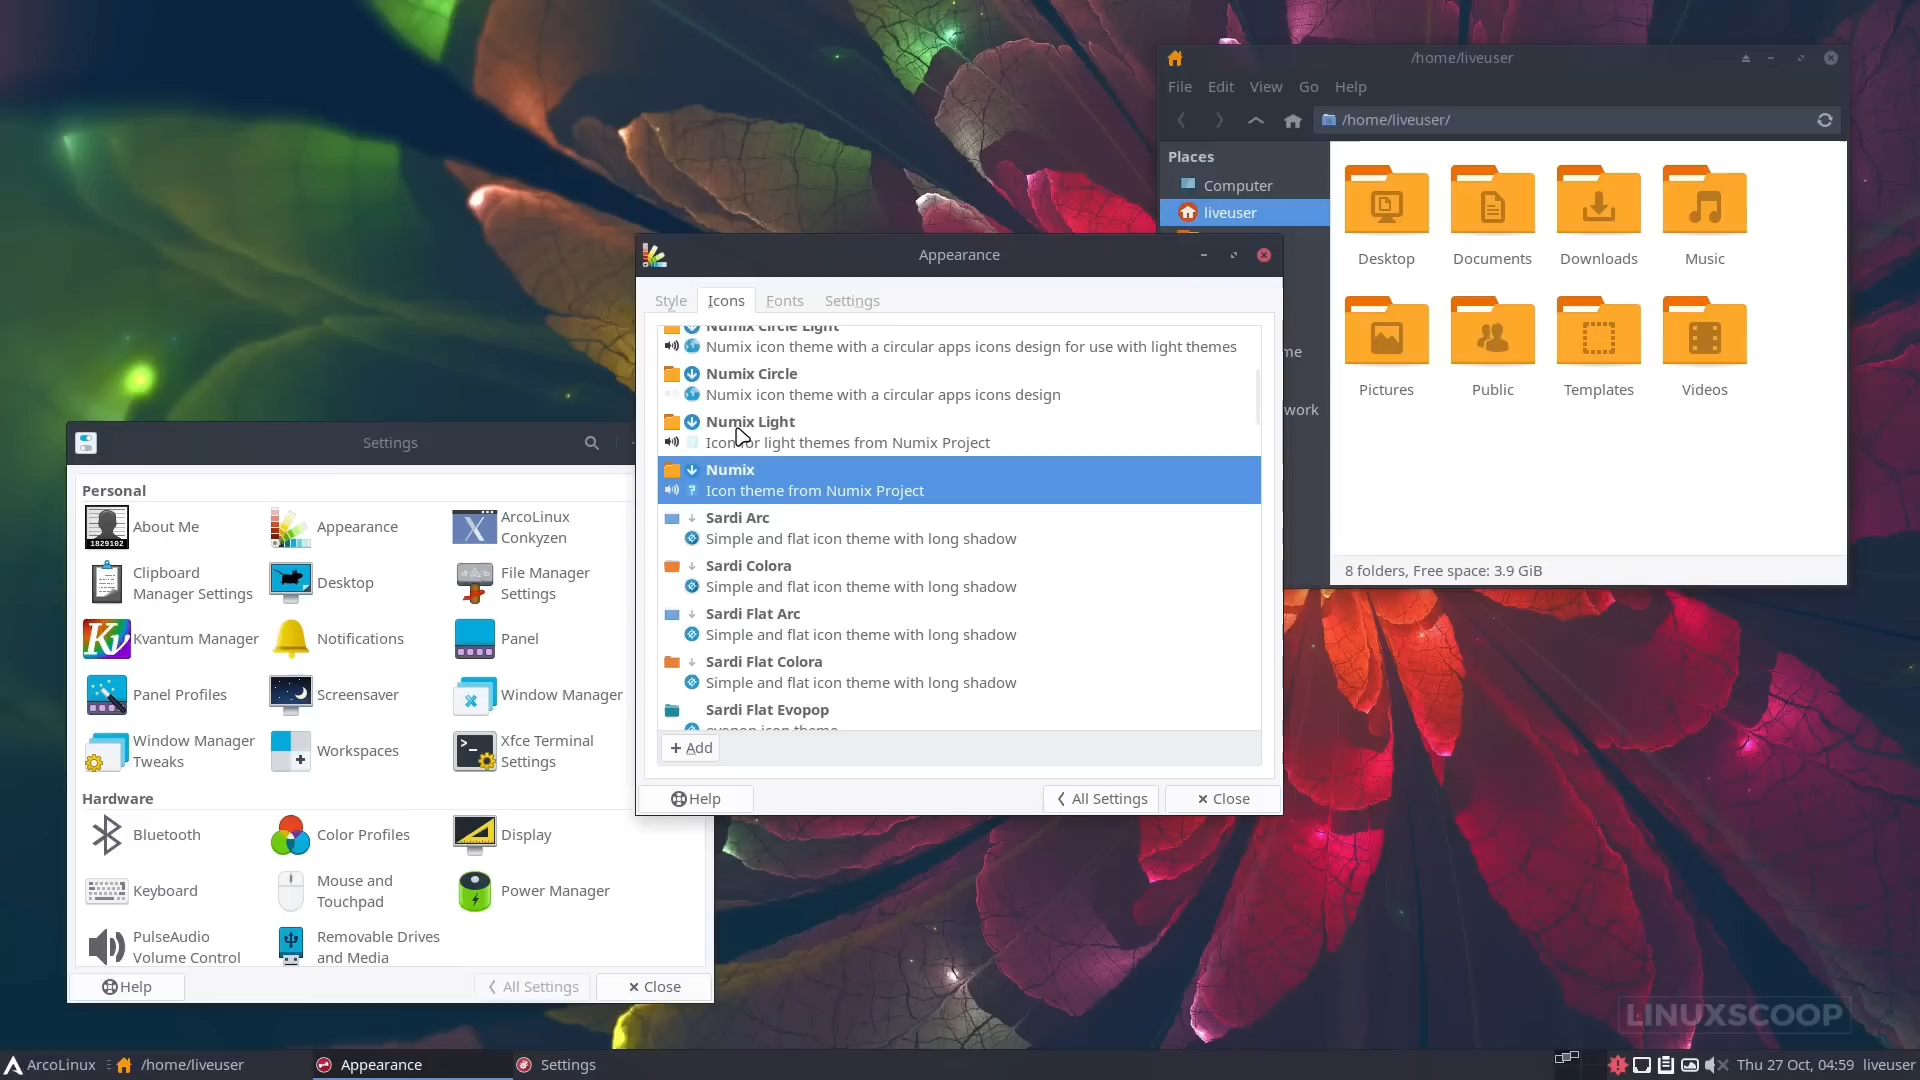 /home/liveuser
File Edit View Go Help
/home/liveuser/
Places
Computer
liveuser
me
work
Desktop Documents Downloads Music
Pictures Public Templates Videos
8 folders, Free space: 3.9 GiB
Appearance
Style Icons Fonts Settings
Numix Circle Light
Numix icon theme with a circular apps icons design for use with light themes
Numix Circle
Numix icon theme with a circular apps icons design
Numix Light
Icon or light themes from Numix Project
Numix
Icon theme from Numix Project
Sardi Arc
Simple and flat icon theme with long shadow
Sardi Colora
Simple and flat icon theme with long shadow
Sardi Flat Arc
Simple and flat icon theme with long shadow
Sardi Flat Colora
Simple and flat icon theme with long shadow
Sardi Flat Evopop
evopop icon theme
+ Add
Help
All Settings
Close
Settings
Personal
About Me
1829102
Appearance
ArcoLinux
Conkyzen
Clipboard
Manager Settings
Desktop
File Manager
Settings
Kv
Kvantum Manager
Notifications
Panel
Panel Profiles
Screensaver
Window Manager
Window Manager
Tweaks
Workspaces
Xfce Terminal
Settings
Hardware
Bluetooth
Color Profiles
Display
Keyboard
Mouse and
Touchpad
Power Manager
PulseAudio
Volume Control
Removable Drives
and Media
Help
All Settings
Close
LINUXSCOOP
ArcoLinux
/home/liveuser
Appearance
Settings
Thu 27 Oct, 04:59 liveuser